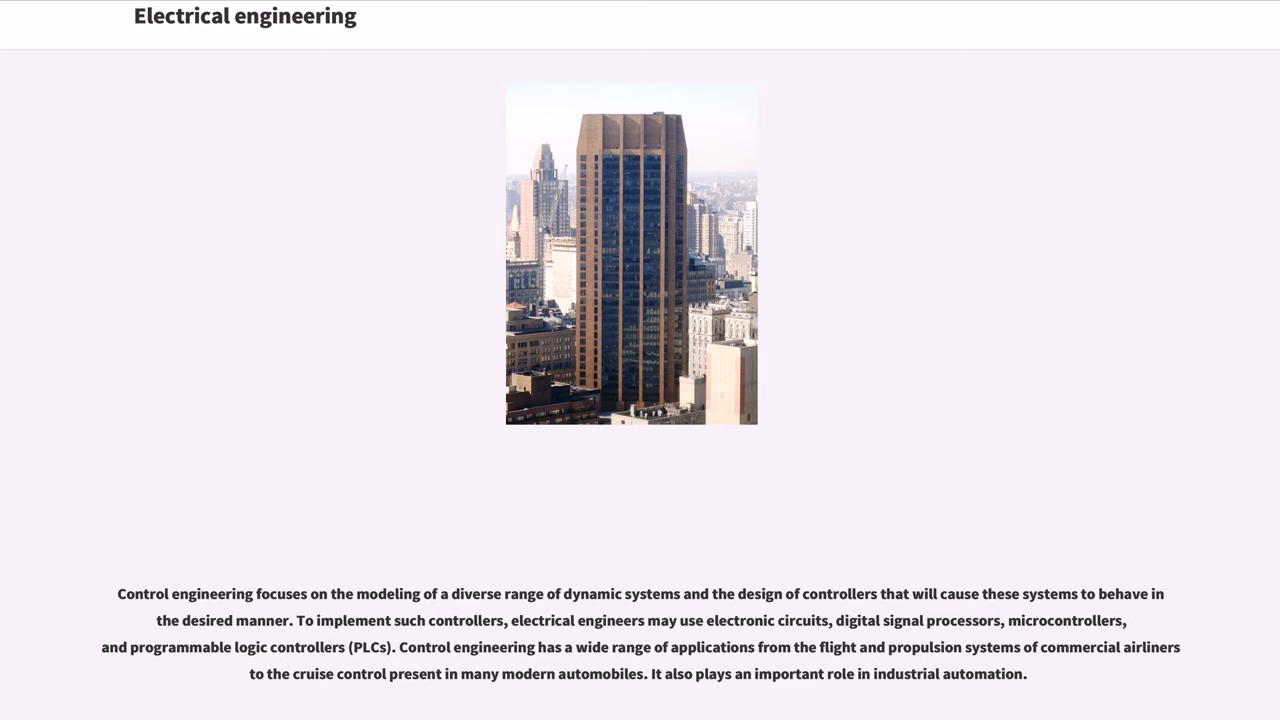 Electrical engineering
Control engineering focuses on the modeling of a diverse range of dynamic systems and the design of controllers that will cause these systems to behave in
the desired manner. To implement such controllers, electrical engineers may use electronic circuits, digital signal processors, microcontrollers,
and programmable logic controllers (PLCs). Control engineering has a wide range of applications from the flight and propulsion systems of commercial airliners
to the cruise control present in many modern automobiles. It also plays an important role in industrial automation.